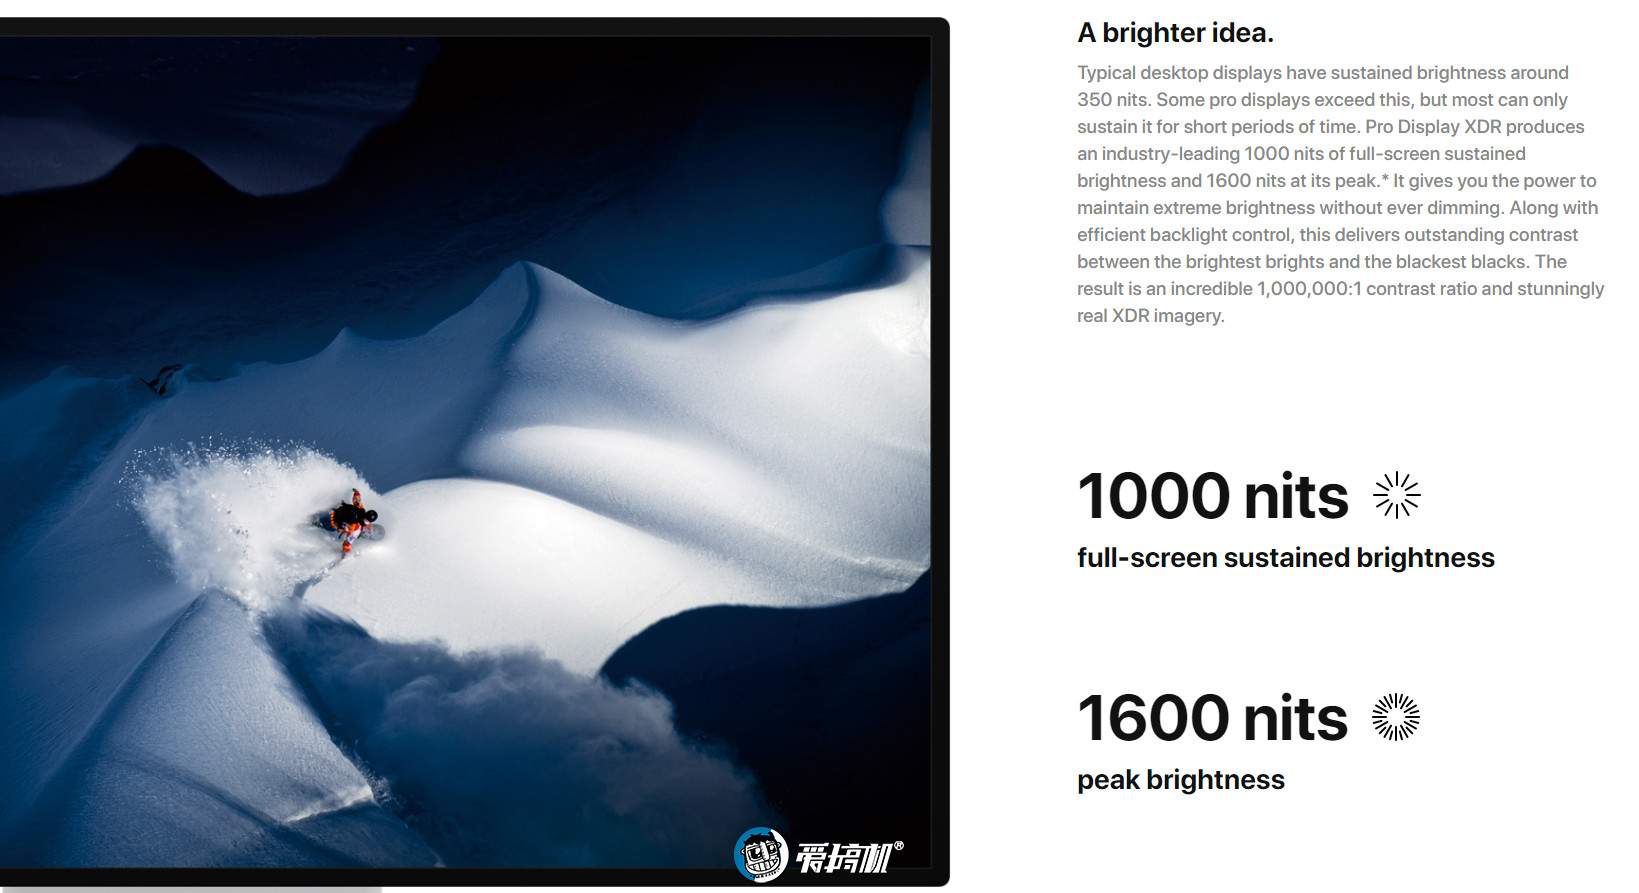 A brighter idea.
Typical desktop displays have sustained brightness around
350 nits. Some pro displays exceed this, but most can only
sustain it for short periods of time. Pro Display XDR produces
an industry-leading 1000 nits of full-screen sustained
brightness and 1600 nits at its peak.* It gives you the power to
maintain extreme brightness without ever dimming. Along with
efficient backlight control, this delivers outstanding contrast
between the brightest brights and the blackest blacks. The
result is an incredible 1,000,000:1 contrast ratio and stunningly
real XDR imagery.
1000 nits
full-screen sustained brightness
1600 nits
peak brightness
爱搞机®